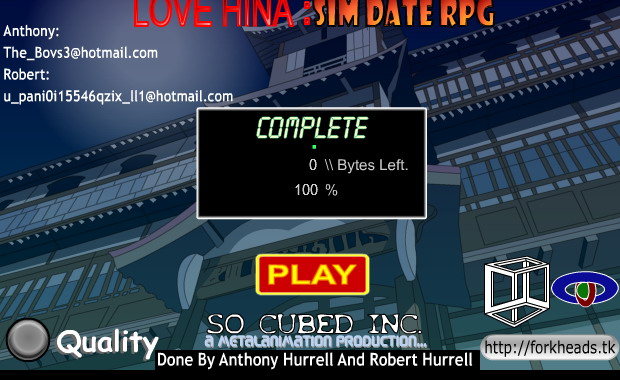 LOVE HINA :SIM DATE RPG
Anthony:
The_Bovs3@hotmail.com
Robert:
u_pani0i15546qzix_ll1@hotmail.com
COMPLETE
0 \\ Bytes Left.
100 %
PLAY
Quality
SO CUBED INC.
a METALANIMATION PRODUCTION...
Done By Anthony Hurrell And Robert Hurrell
http://forkheads.tk